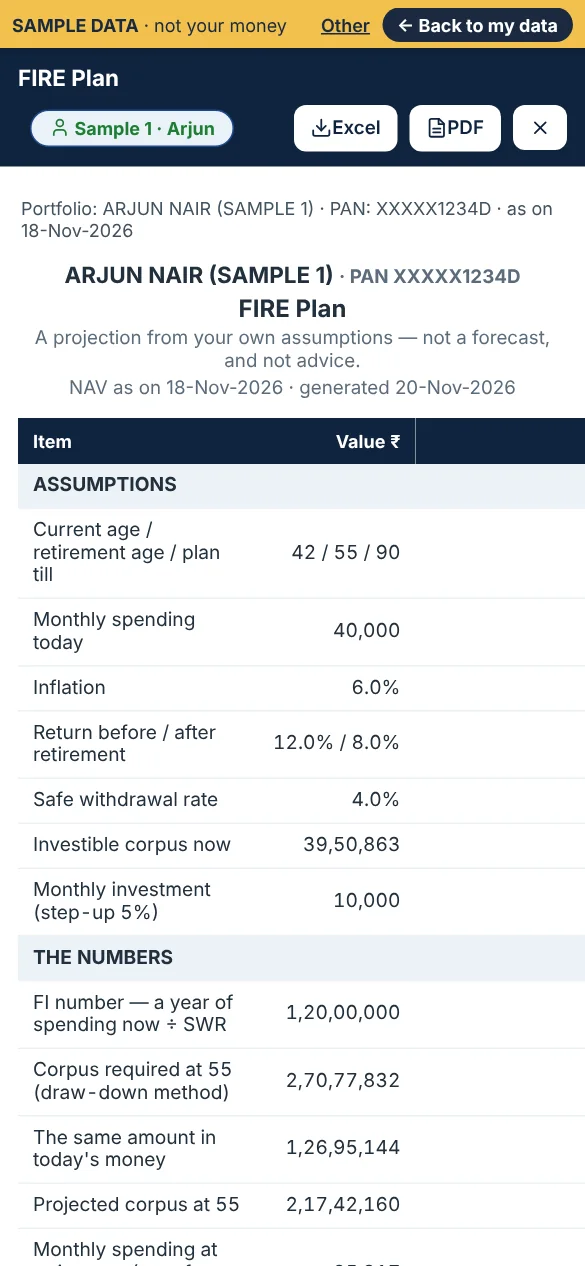 SAMPLE DATA · not your money Other ← Back to my data
FIRE Plan
Sample 1 · Arjun Excel PDF ×
Portfolio: ARJUN NAIR (SAMPLE 1) · PAN: XXXXX1234D · as on
18-Nov-2026
ARJUN NAIR (SAMPLE 1) · PAN XXXXX1234D
FIRE Plan
A projection from your own assumptions — not a forecast,
and not advice.
NAV as on 18-Nov-2026 · generated 20-Nov-2026
Item Value ₹
ASSUMPTIONS
Current age /
retirement age / plan
till
42 / 55 / 90
Monthly spending
today
40,000
Inflation 6.0%
Return before / after
retirement
12.0% / 8.0%
Safe withdrawal rate 4.0%
Investible corpus now 39,50,863
Monthly investment
(step-up 5%)
10,000
THE NUMBERS
FI number — a year of
spending now ÷ SWR
1,20,00,000
Corpus required at 55
(draw-down method)
2,70,77,832
The same amount in
today's money
1,26,95,144
Projected corpus at 55 2,17,42,160
Monthly spending at